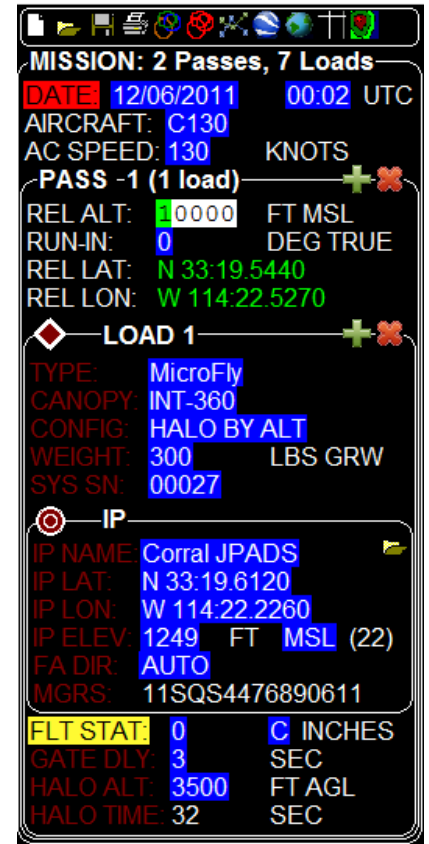 MISSION: 2 Passes, 7 Loads
DATE: 12/06/2011 00:02 UTC
AIRCRAFT: C130
AC SPEED: 130 KNOTS
PASS -1 (1 load)
REL ALT: 10000 FT MSL
RUN-IN: 0 DEG TRUE
REL LAT: N 33:19.5440
REL LON: W 114:22.5270
LOAD 1
TYPE: MicroFly
CANOPY: INT-360
CONFIG: HALO BY ALT
WEIGHT: 300 LBS GRW
SYS SN: 00027
IP
IP NAME: Corral JPADS
IP LAT: N 33:19.6120
IP LON: W 114:22.2260
IP ELEV: 1249 FT MSL (22)
FA DIR: AUTO
MGRS: 11SQS4476890611
FLT STAT: 0 C INCHES
GATE DLY: 3 SEC
HALO ALT: 3500 FT AGL
HALO TIME: 32 SEC